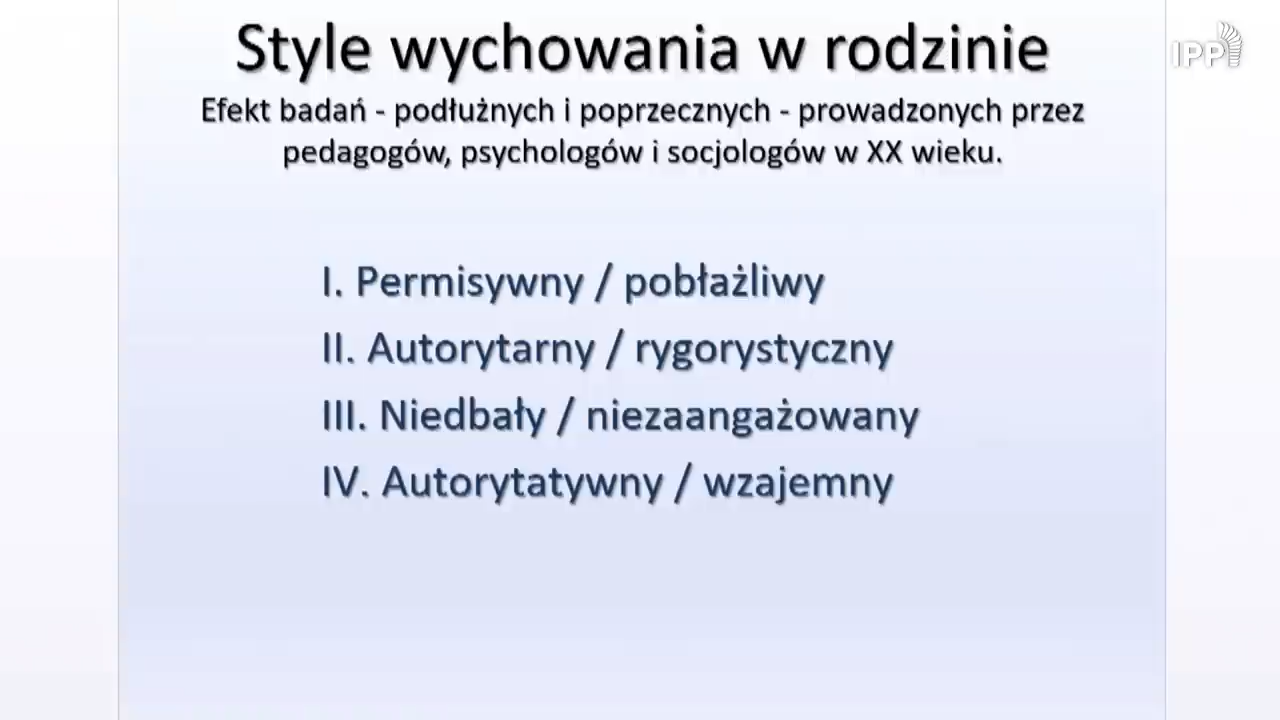 Style wychowania w rodzinie
IPP
Efekt badań - podłużnych i poprzecznych - prowadzonych przez
pedagogów, psychologów i socjologów w XX wieku.
I. Permisywny / pobłażliwy
II. Autorytarny / rygorystyczny
III. Niedbały / niezaangażowany
IV. Autorytatywny / wzajemny